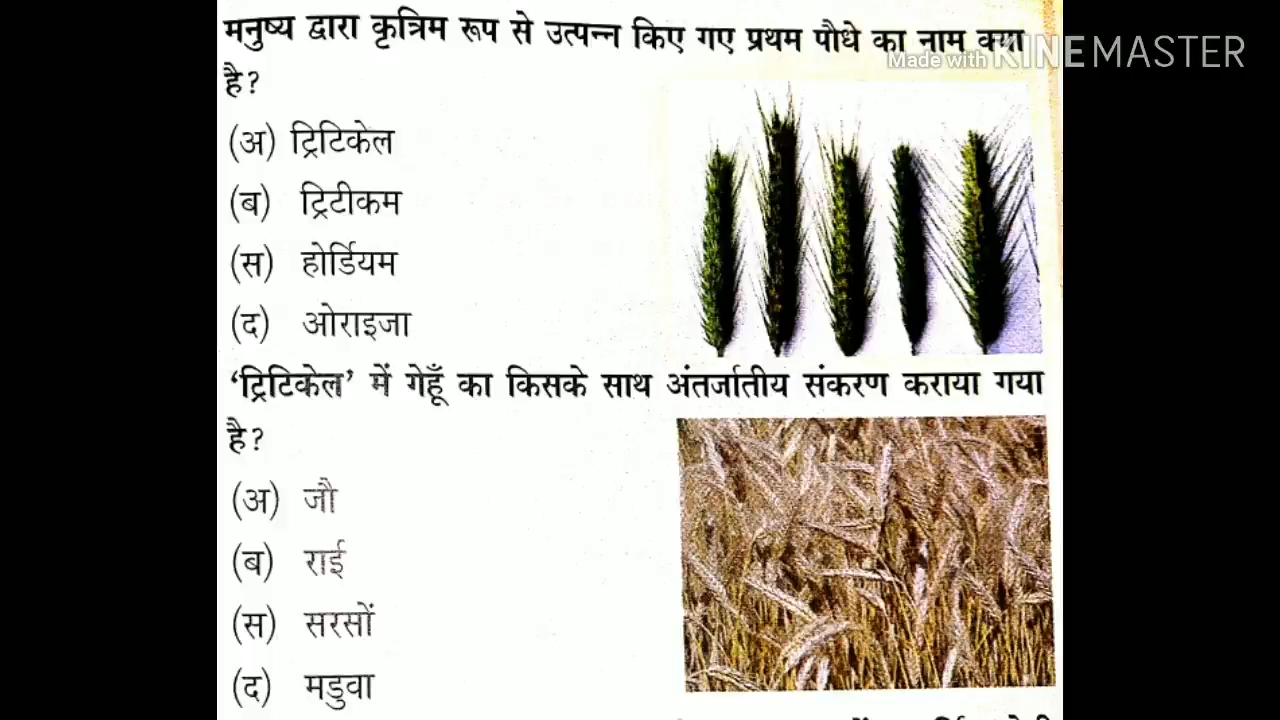 मनुष्य द्वारा कृत्रिम रूप से उत्पन्न किए गए प्रथम पौधे का नाम क्या
Made with KINEMASTER
है?
(अ) ट्रिटिकेल
(ब) ट्रिटीकम
(स) होर्डियम
(द) ओराइजा
‘ट्रिटिकेल’ में गेहूँ का किसके साथ अंतर्जातीय संकरण कराया गया
है?
(अ) जौ
(ब) राई
(स) सरसों
(द) मडुवा